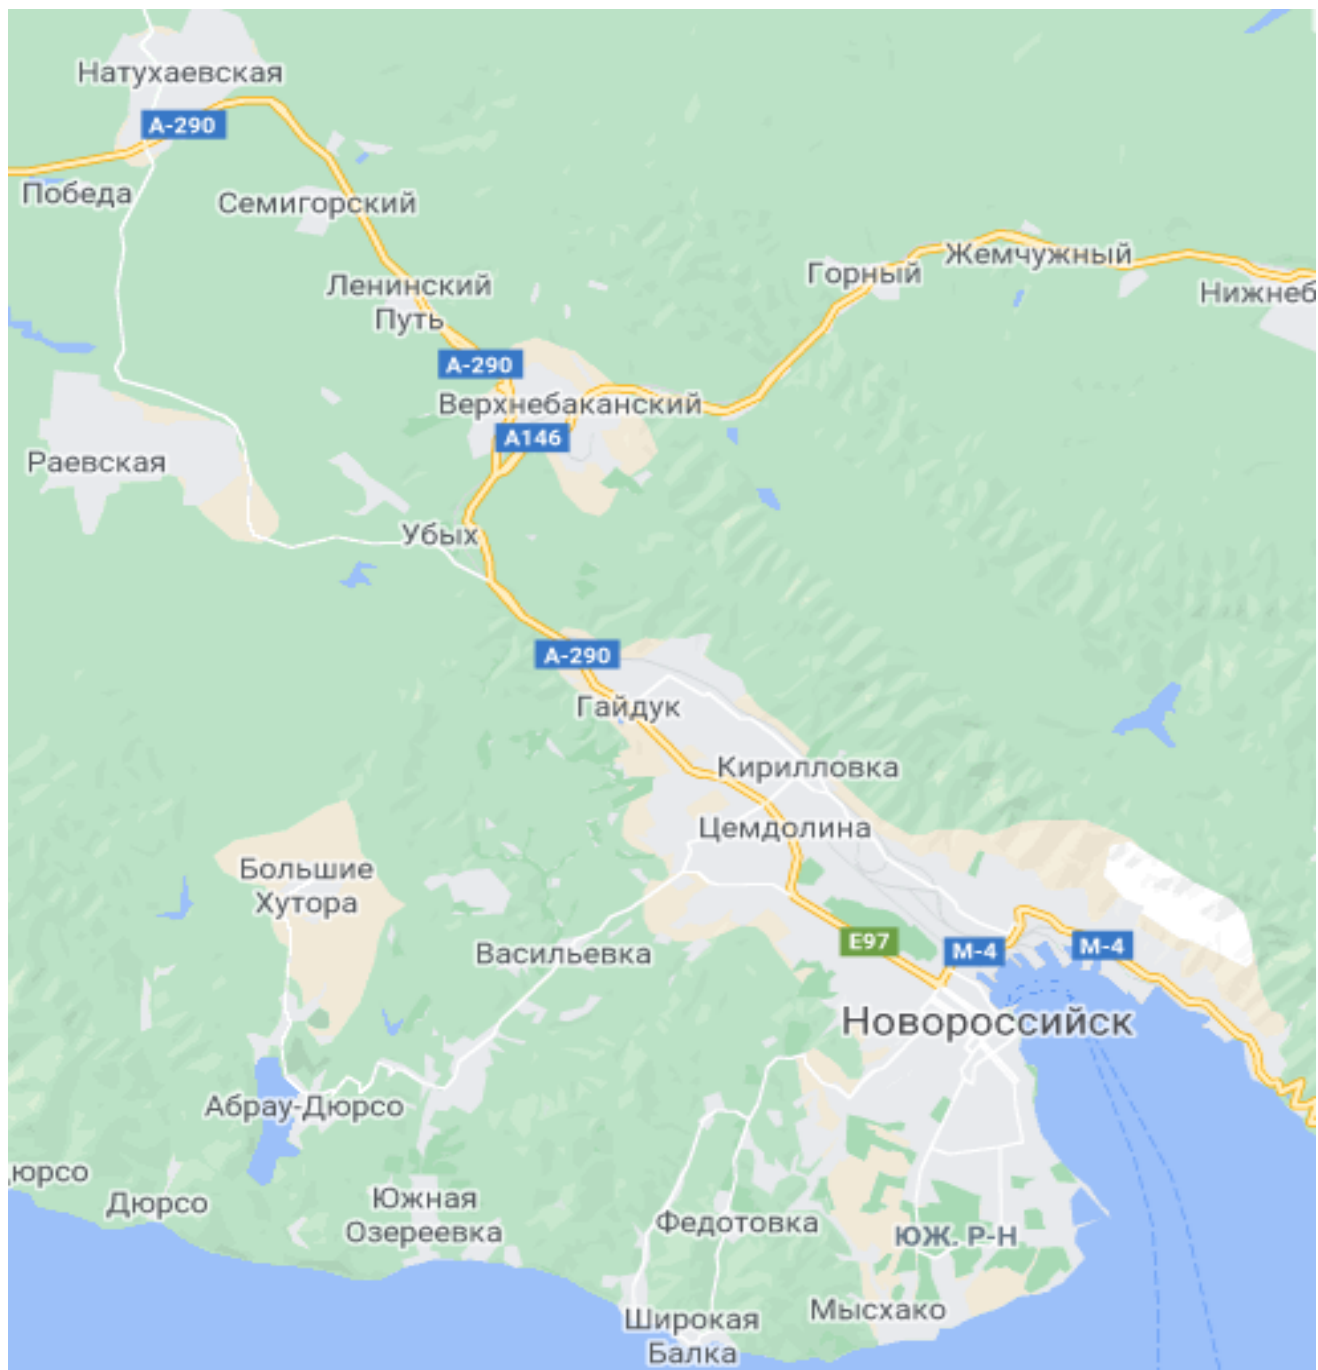 Натухаевская
А-290
Победа
Семигорский
Жемчужный
Горный
Ленинский
Путь
Нижнеб
А-290
Верхнебаканский
А146
Раевская
Убых
А-290
Гайдук
Кирилловка
Цемдолина
Большие
Хутора
Васильевка
Е97
М-4
М-4
Новороссийск
Абрау-Дюрсо
Дюрсо
Дюрсо
Южная
Озереевка
Федотовка
ЮЖ. Р-Н
Мысхако
Широкая
Балка